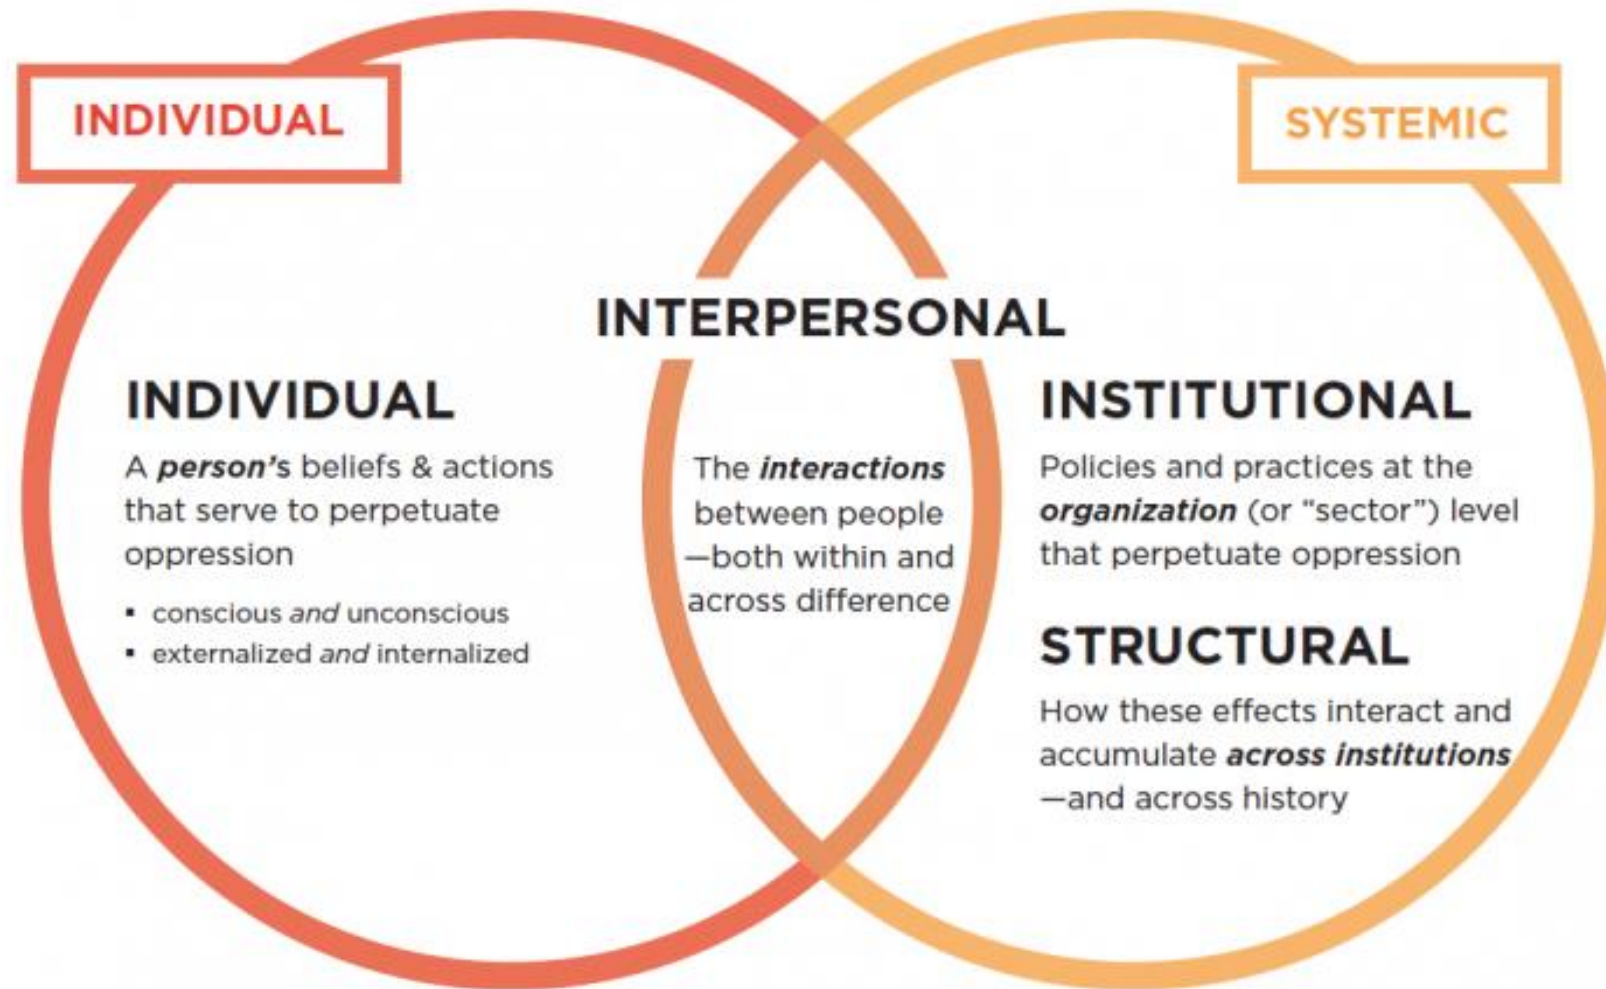 INDIVIDUAL
SYSTEMIC
INTERPERSONAL
INDIVIDUAL
A person's beliefs & actions
that serve to perpetuate
oppression
▪ conscious and unconscious
▪ externalized and internalized
The interactions
between people
—both within and
across difference
INSTITUTIONAL
Policies and practices at the
organization (or “sector”) level
that perpetuate oppression
STRUCTURAL
How these effects interact and
accumulate across institutions
—and across history